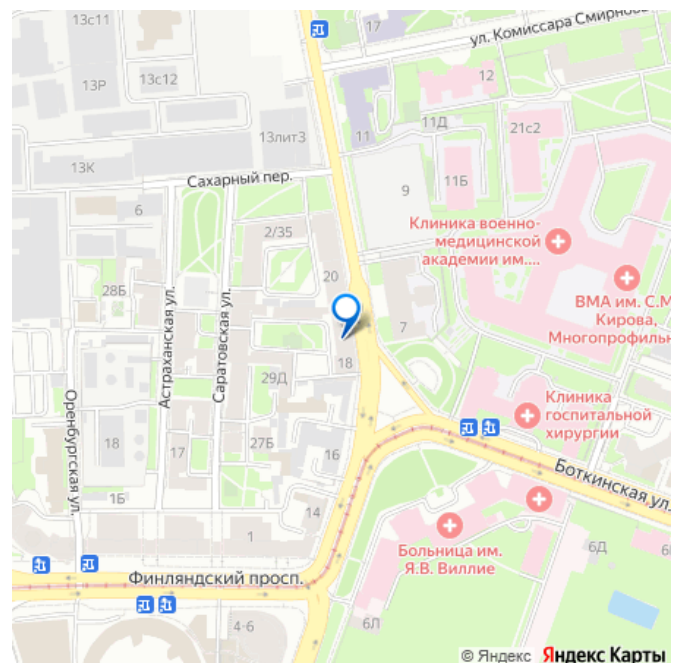 13с11
17
ул. Комиссара Смирнов
13Р
13с12
12
11Д
21с2
13литЗ
11
13К
Сахарный пер.
9
11Б
6
Клиника военно-
медицинской
академии им....
2/35
20
28Б
ВМА им. С.М
Кирова,
Многопрофильн
7
Астраханская ул.
Саратовская ул.
18
29Д
Оренбургская ул.
Клиника
госпитальной
хирургии
18
27Б
17
16
Боткинская ул.
1Б
14
1
Больница им.
Я.В. Виллие
6Д
Финляндский просп.
6Л
4-6
© Яндекс Яндекс Карты